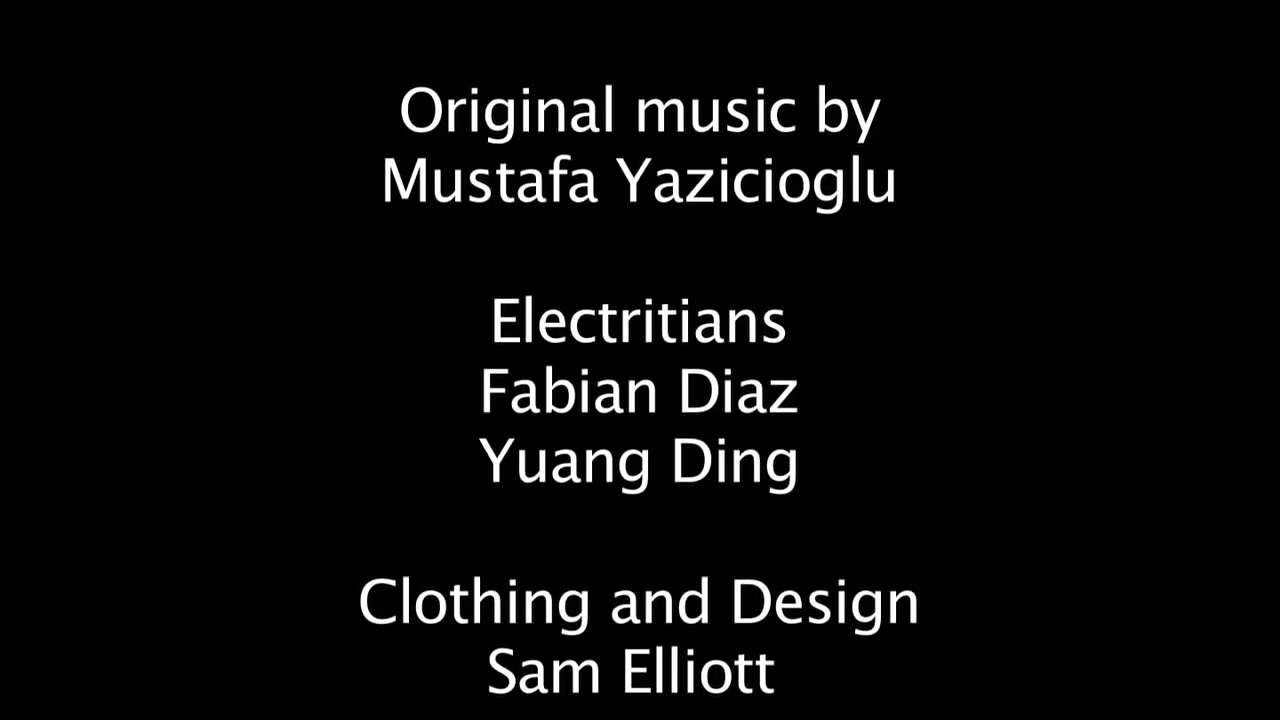 Original music by
Mustafa Yazicioglu
Electritians
Fabian Diaz
Yuang Ding
Clothing and Design
Sam Elliott